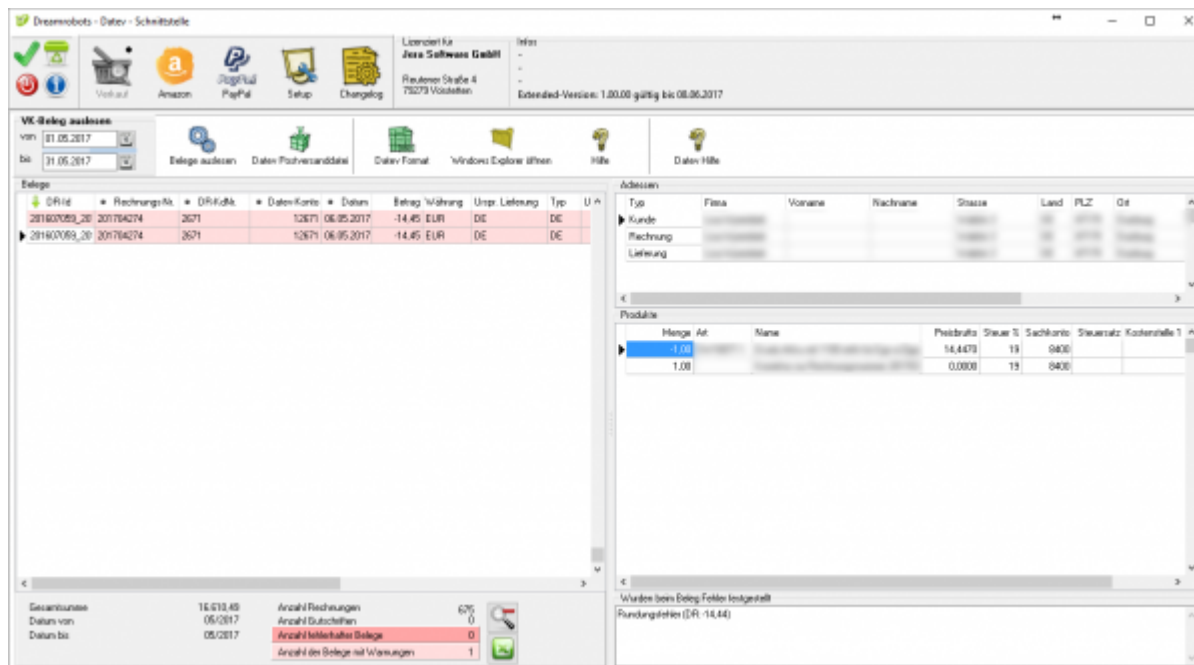 Dreamrobots - Datev - Schnittstelle
Lizenziert für
Jera Software GmbH
Reutener Straße 4
79279 Vörstetten
Infos
-
-
-
Extended-Version: 1.00.00 gültig bis 08.06.2017
Verkauf
Amazon
PayPal
Setup
Changelog
VK-Beleg auslesen
von 01.05.2017
bis 31.05.2017
Belege auslesen
Datev Postversanddatei
Datev Format
Windows Explorer öffnen
Hilfe
Datev Hilfe
Belege
DR-Id Rechnungs-Nr. DR-KdNr. Datev-Konto Datum Betrag Währung Urspr. Lieferung Typ U
201607059_20 201704274 2671 12671 06.05.2017 -14,45 EUR DE DE
201607059_20 201704274 2671 12671 06.05.2017 -14,45 EUR DE DE
Adressen
Typ Firma Vorname Nachname Strasse Land PLZ Ort
Kunde
Rechnung
Lieferung
Produkte
Menge Art Name Preisbrutto Steuer % Sachkonto Steuersatz Kostenstelle 1
-1,00 14,4470 19 8400
1,00 0,0000 19 8400
Gesamtsumme 16.610,49
Datum von 05/2017
Datum bis 05/2017
Anzahl Rechnungen 675
Anzahl Gutschriften 0
Anzahl fehlerhafter Belege 0
Anzahl der Belege mit Warnungen 1
Wurden beim Beleg Fehler festgestellt
Rundungsfehler (DR: -14,44)